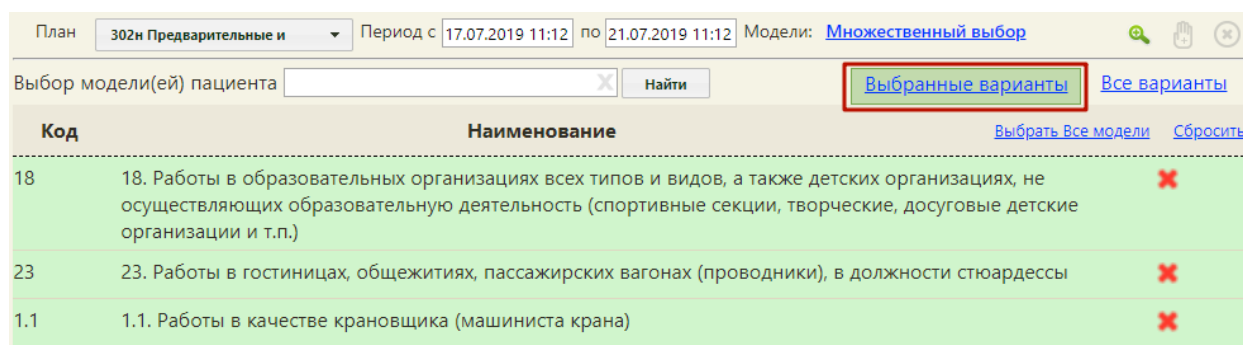 План 302н Предварительные и Период с 17.07.2019 11:12 по 21.07.2019 11:12 Модели: Множественный выбор
Выбор модели(ей) пациента Найти Выбранные варианты Все варианты
Код Наименование Выбрать Все модели Сбросить
18 18. Работы в образовательных организациях всех типов и видов, а также детских организациях, не
осуществляющих образовательную деятельность (спортивные секции, творческие, досуговые детские
организации и т.п.)
23 23. Работы в гостиницах, общежитиях, пассажирских вагонах (проводники), в должности стюардессы
1.1 1.1. Работы в качестве крановщика (машиниста крана)